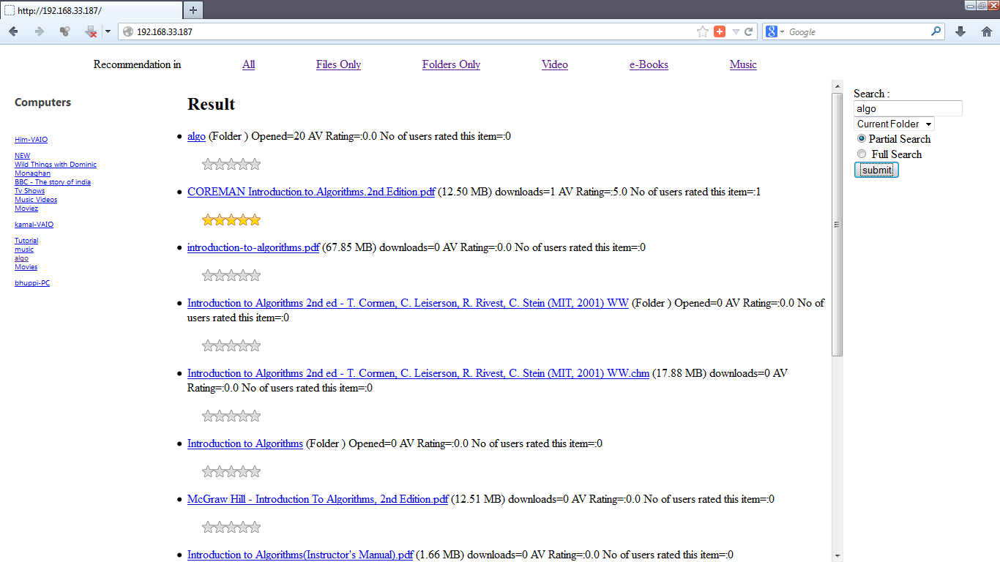 http://192.168.33.187/
192.168.33.187
Google
Recommendation in All Files Only Folders Only Video e-Books Music
Computers
Him-VAIO
NEW
Wild Things with Dominic
Monaghan
BBC - The story of india
Tv Shows
Music Videos
Moviez
kamal-VAIO
Tutorial
music
algo
Movies
bhuppi-PC
Result
algo (Folder ) Opened=20 AV Rating=:0.0 No of users rated this item=:0
COREMAN Introduction.to.Algorithms.2nd.Edition.pdf (12.50 MB) downloads=1 AV Rating=:5.0 No of users rated this item=:1
introduction-to-algorithms.pdf (67.85 MB) downloads=0 AV Rating=:0.0 No of users rated this item=:0
Introduction to Algorithms 2nd ed - T. Cormen, C. Leiserson, R. Rivest, C. Stein (MIT, 2001) WW (Folder ) Opened=0 AV Rating=:0.0 No of
users rated this item=:0
Introduction to Algorithms 2nd ed - T. Cormen, C. Leiserson, R. Rivest, C. Stein (MIT, 2001) WW.chm (17.88 MB) downloads=0 AV
Rating=:0.0 No of users rated this item=:0
Introduction to Algorithms (Folder ) Opened=0 AV Rating=:0.0 No of users rated this item=:0
McGraw Hill - Introduction To Algorithms, 2nd Edition.pdf (12.51 MB) downloads=0 AV Rating=:0.0 No of users rated this item=:0
Introduction to Algorithms(Instructor's Manual).pdf (1.66 MB) downloads=0 AV Rating=:0.0 No of users rated this item=:0
Search :
algo
Current Folder
Partial Search
Full Search
submit